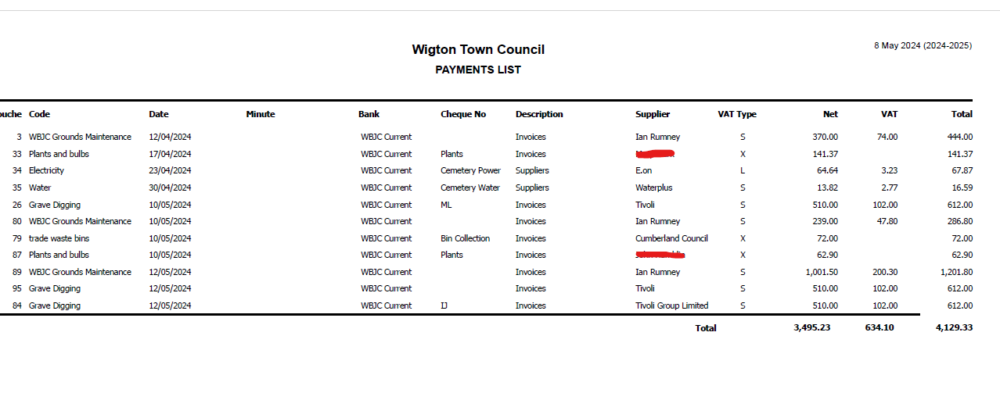 8 May 2024 (2024-2025)
Wigton Town Council
PAYMENTS LIST
ouche Code Date Minute Bank Cheque No Description Supplier VAT Type Net VAT Total
3 WBJC Grounds Maintenance 12/04/2024 WBJC Current Invoices Ian Rumney S 370.00 74.00 444.00
33 Plants and bulbs 17/04/2024 WBJC Current Plants Invoices X 141.37 141.37
34 Electricity 23/04/2024 WBJC Current Cemetery Power Suppliers E.on L 64.64 3.23 67.87
35 Water 30/04/2024 WBJC Current Cemetery Water Suppliers Waterplus S 13.82 2.77 16.59
26 Grave Digging 10/05/2024 WBJC Current ML Invoices Tivoli S 510.00 102.00 612.00
80 WBJC Grounds Maintenance 10/05/2024 WBJC Current Invoices Ian Rumney S 239.00 47.80 286.80
79 trade waste bins 10/05/2024 WBJC Current Bin Collection Invoices Cumberland Council X 72.00 72.00
87 Plants and bulbs 10/05/2024 WBJC Current Plants Invoices X 62.90 62.90
89 WBJC Grounds Maintenance 12/05/2024 WBJC Current Invoices Ian Rumney S 1,001.50 200.30 1,201.80
95 Grave Digging 12/05/2024 WBJC Current Invoices Tivoli S 510.00 102.00 612.00
84 Grave Digging 12/05/2024 WBJC Current IJ Invoices Tivoli Group Limited S 510.00 102.00 612.00
Total 3,495.23 634.10 4,129.33